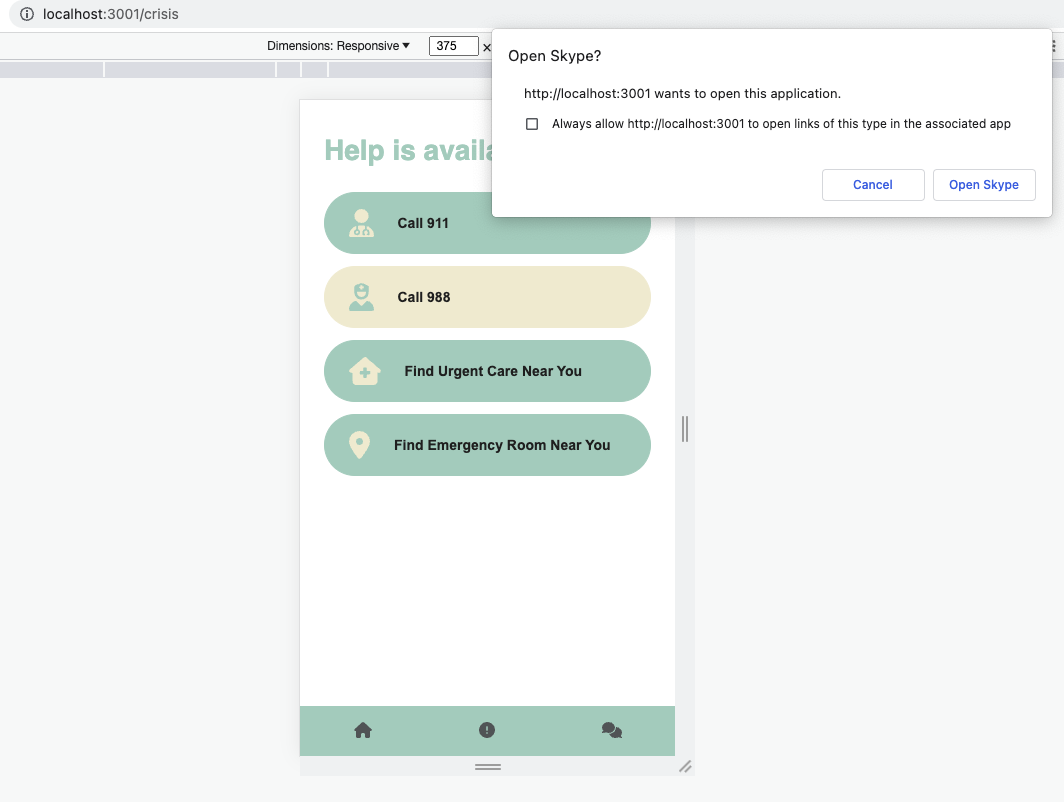 localhost:3001/crisis
Dimensions: Responsive ▼ 375 ×
Open Skype?
http://localhost:3001 wants to open this application.
Always allow http://localhost:3001 to open links of this type in the associated app
Cancel Open Skype
Help is availa
Call 911
Call 988
Find Urgent Care Near You
Find Emergency Room Near You